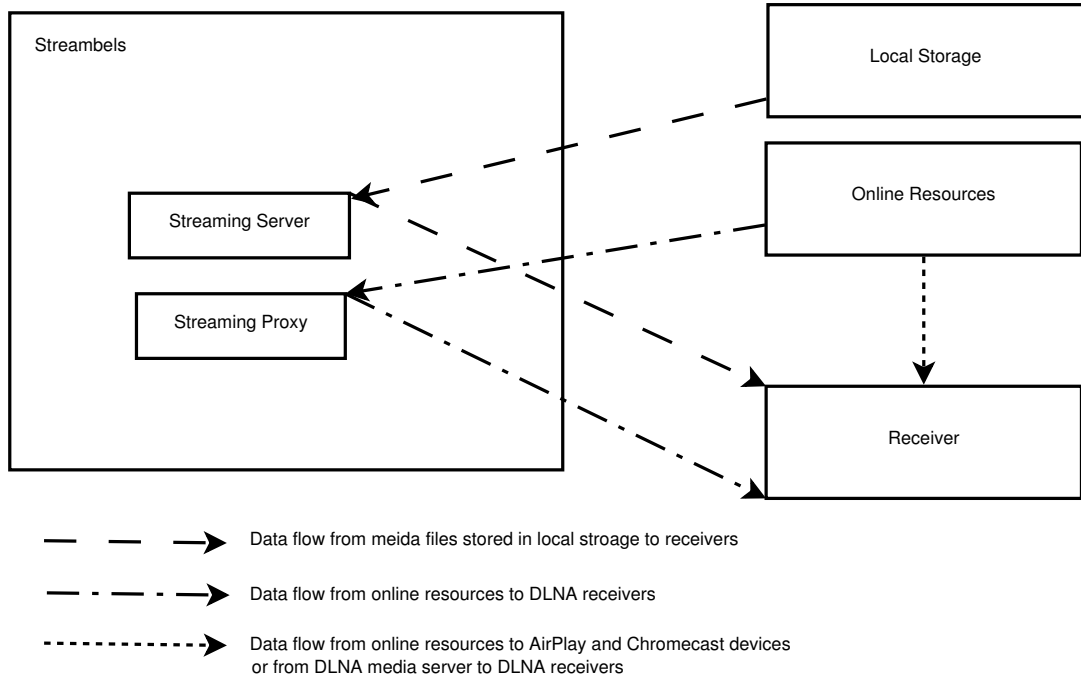 Streambels
Local Storage
Online Resources
Streaming Server
Streaming Proxy
Receiver
Data flow from meida files stored in local stroage to receivers
Data flow from online resources to DLNA receivers
Data flow from online resources to AirPlay and Chromecast devices
or from DLNA media server to DLNA receivers